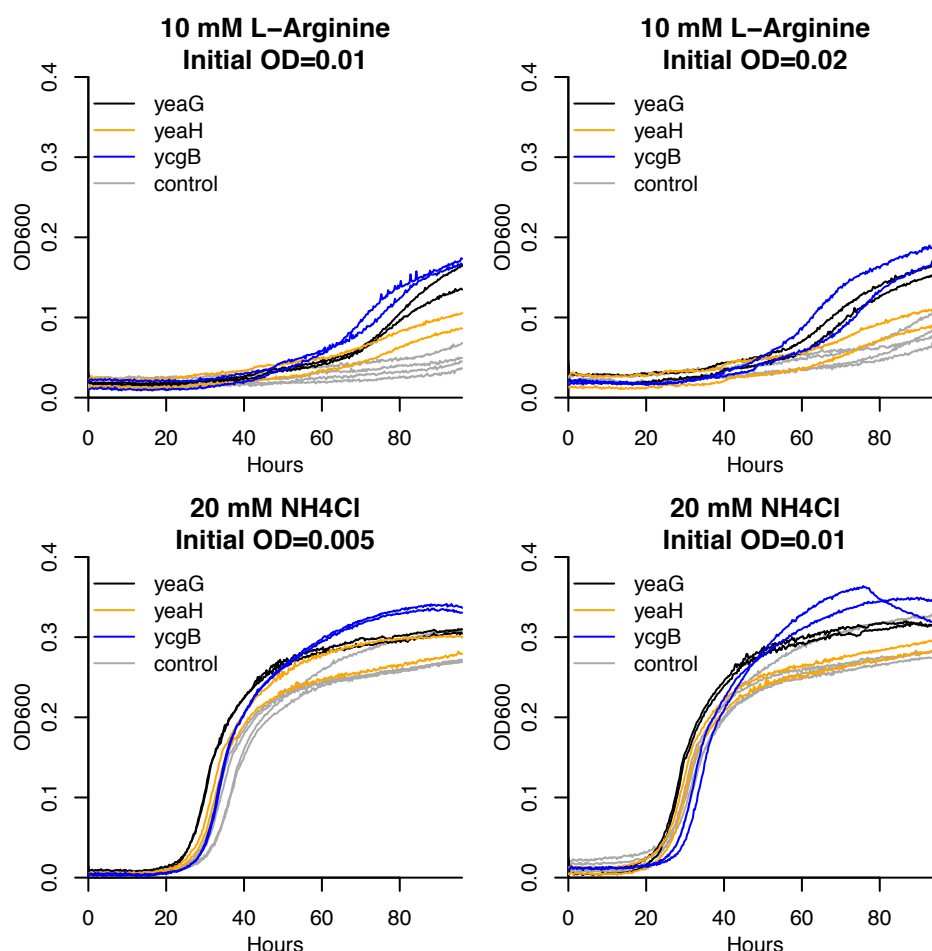 10 mM L−Arginine
Initial OD=0.01
0.4
0.3
0.2
0.1
0.0
OD600
yeaG
yeaH
ycgB
control
0 20 40 60 80
Hours
10 mM L−Arginine
Initial OD=0.02
0.4
0.3
0.2
0.1
0.0
OD600
yeaG
yeaH
ycgB
control
0 20 40 60 80
Hours
20 mM NH4Cl
Initial OD=0.005
0.4
0.3
0.2
0.1
0.0
OD600
yeaG
yeaH
ycgB
control
0 20 40 60 80
Hours
20 mM NH4Cl
Initial OD=0.01
0.4
0.3
0.2
0.1
0.0
OD600
yeaG
yeaH
ycgB
control
0 20 40 60 80
Hours